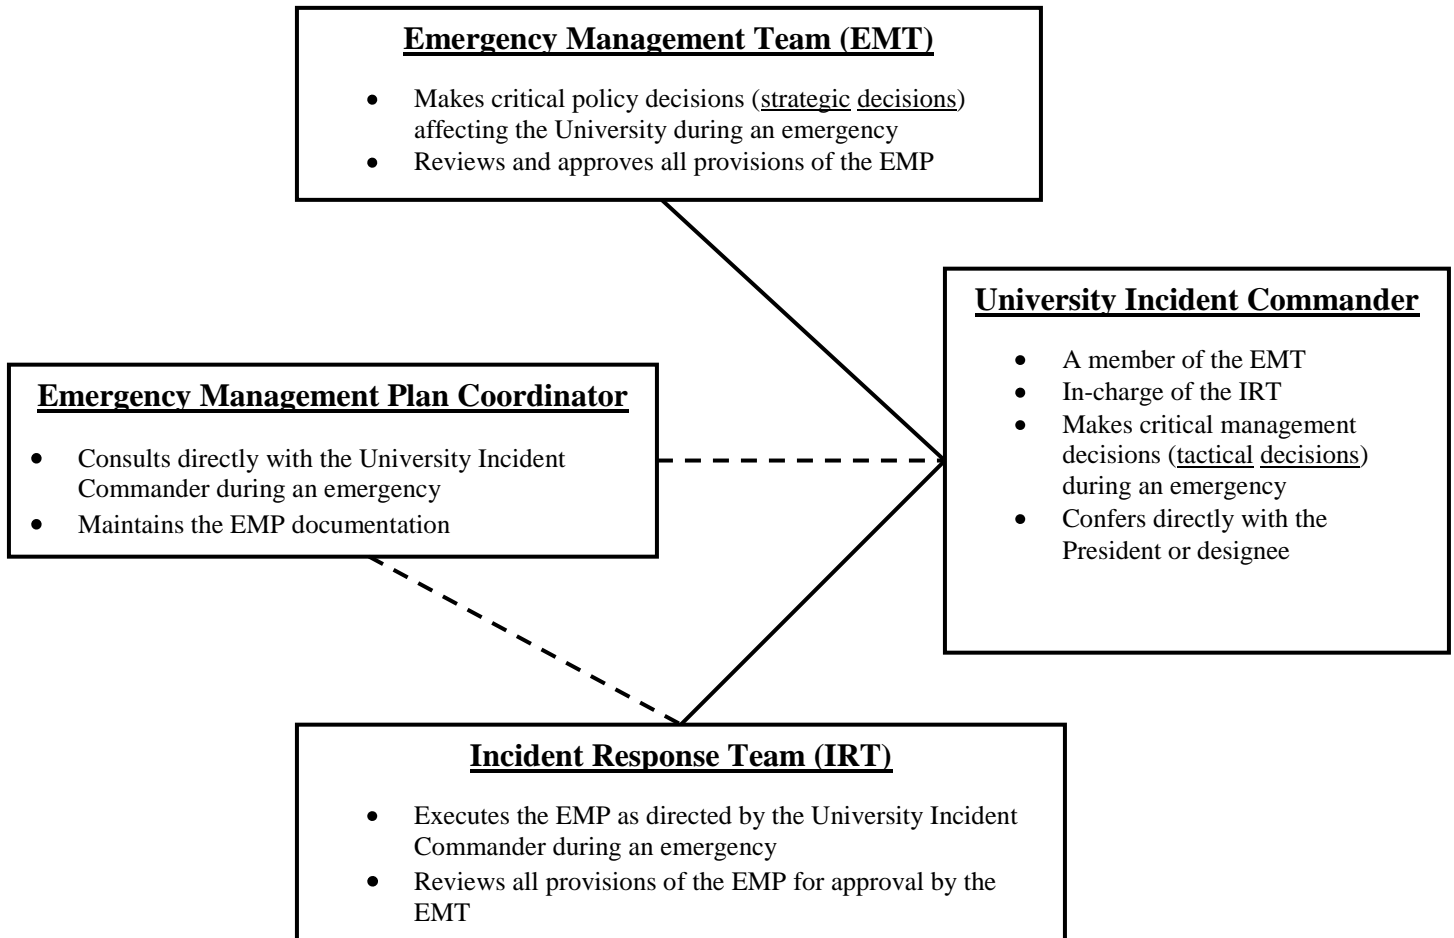 Emergency Management Team (EMT)
• Makes critical policy decisions (strategic decisions)
affecting the University during an emergency
• Reviews and approves all provisions of the EMP
University Incident Commander
• A member of the EMT
• In-charge of the IRT
• Makes critical management
decisions (tactical decisions)
during an emergency
• Confers directly with the
President or designee
Emergency Management Plan Coordinator
• Consults directly with the University Incident
Commander during an emergency
• Maintains the EMP documentation
Incident Response Team (IRT)
• Executes the EMP as directed by the University Incident
Commander during an emergency
• Reviews all provisions of the EMP for approval by the
EMT